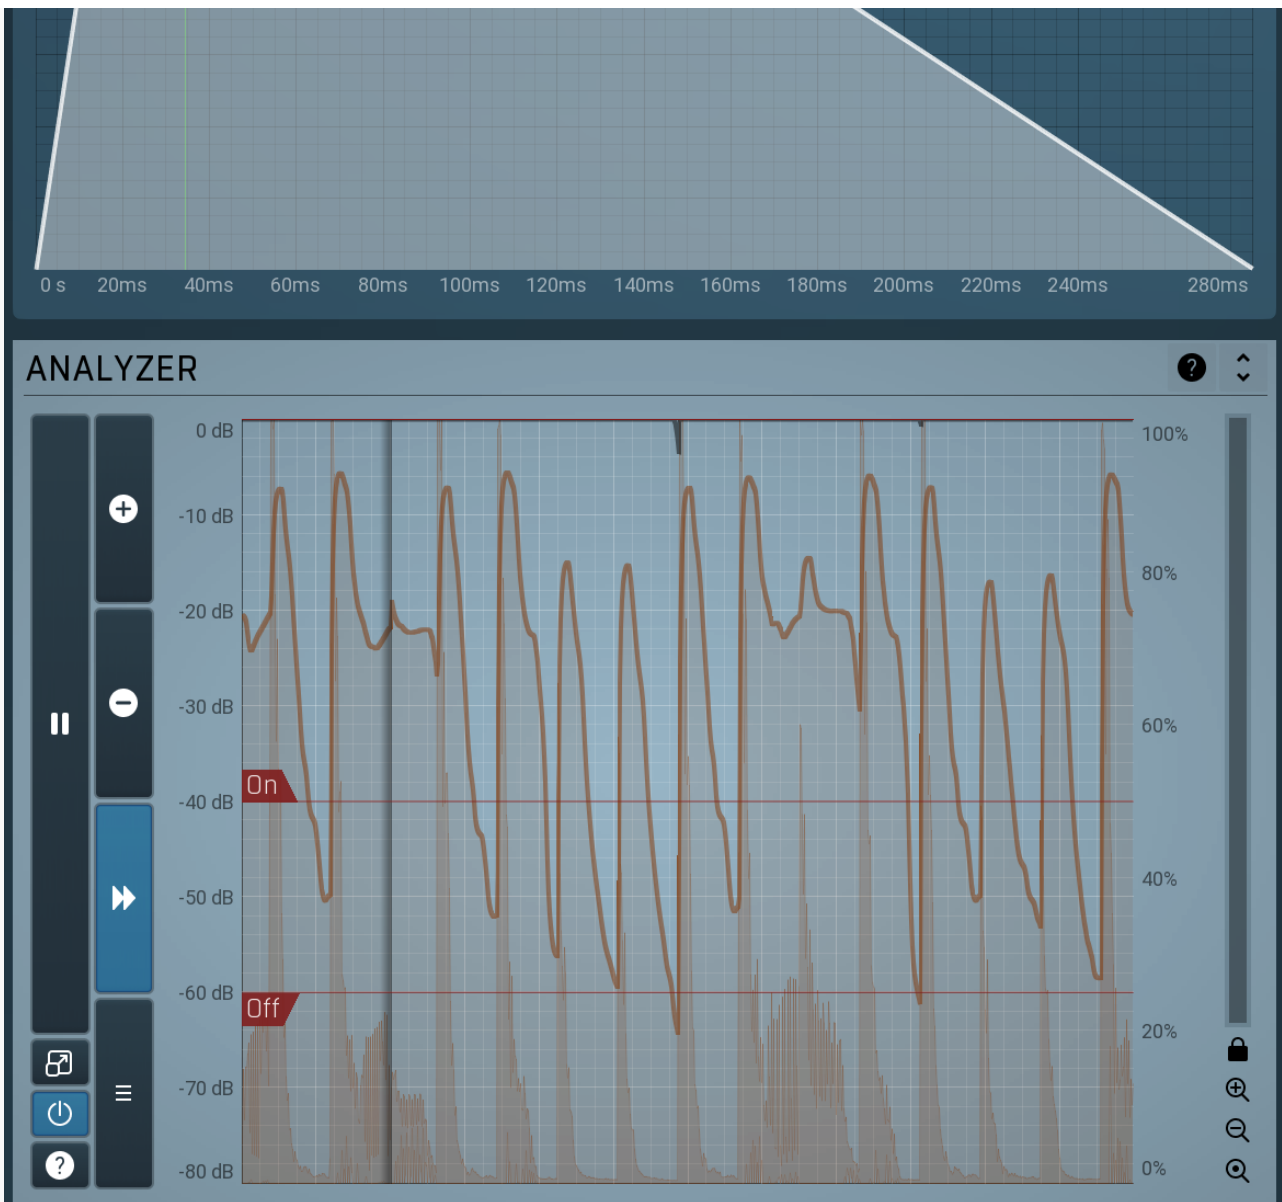 0 s 20ms 40ms 60ms 80ms 100ms 120ms 140ms 160ms 180ms 200ms 220ms 240ms 280ms
ANALYZER
0 dB
100%
-10 dB
80%
-20 dB
-30 dB
60%
On
-40 dB
40%
-50 dB
-60 dB
Off
20%
-70 dB
-80 dB
0%